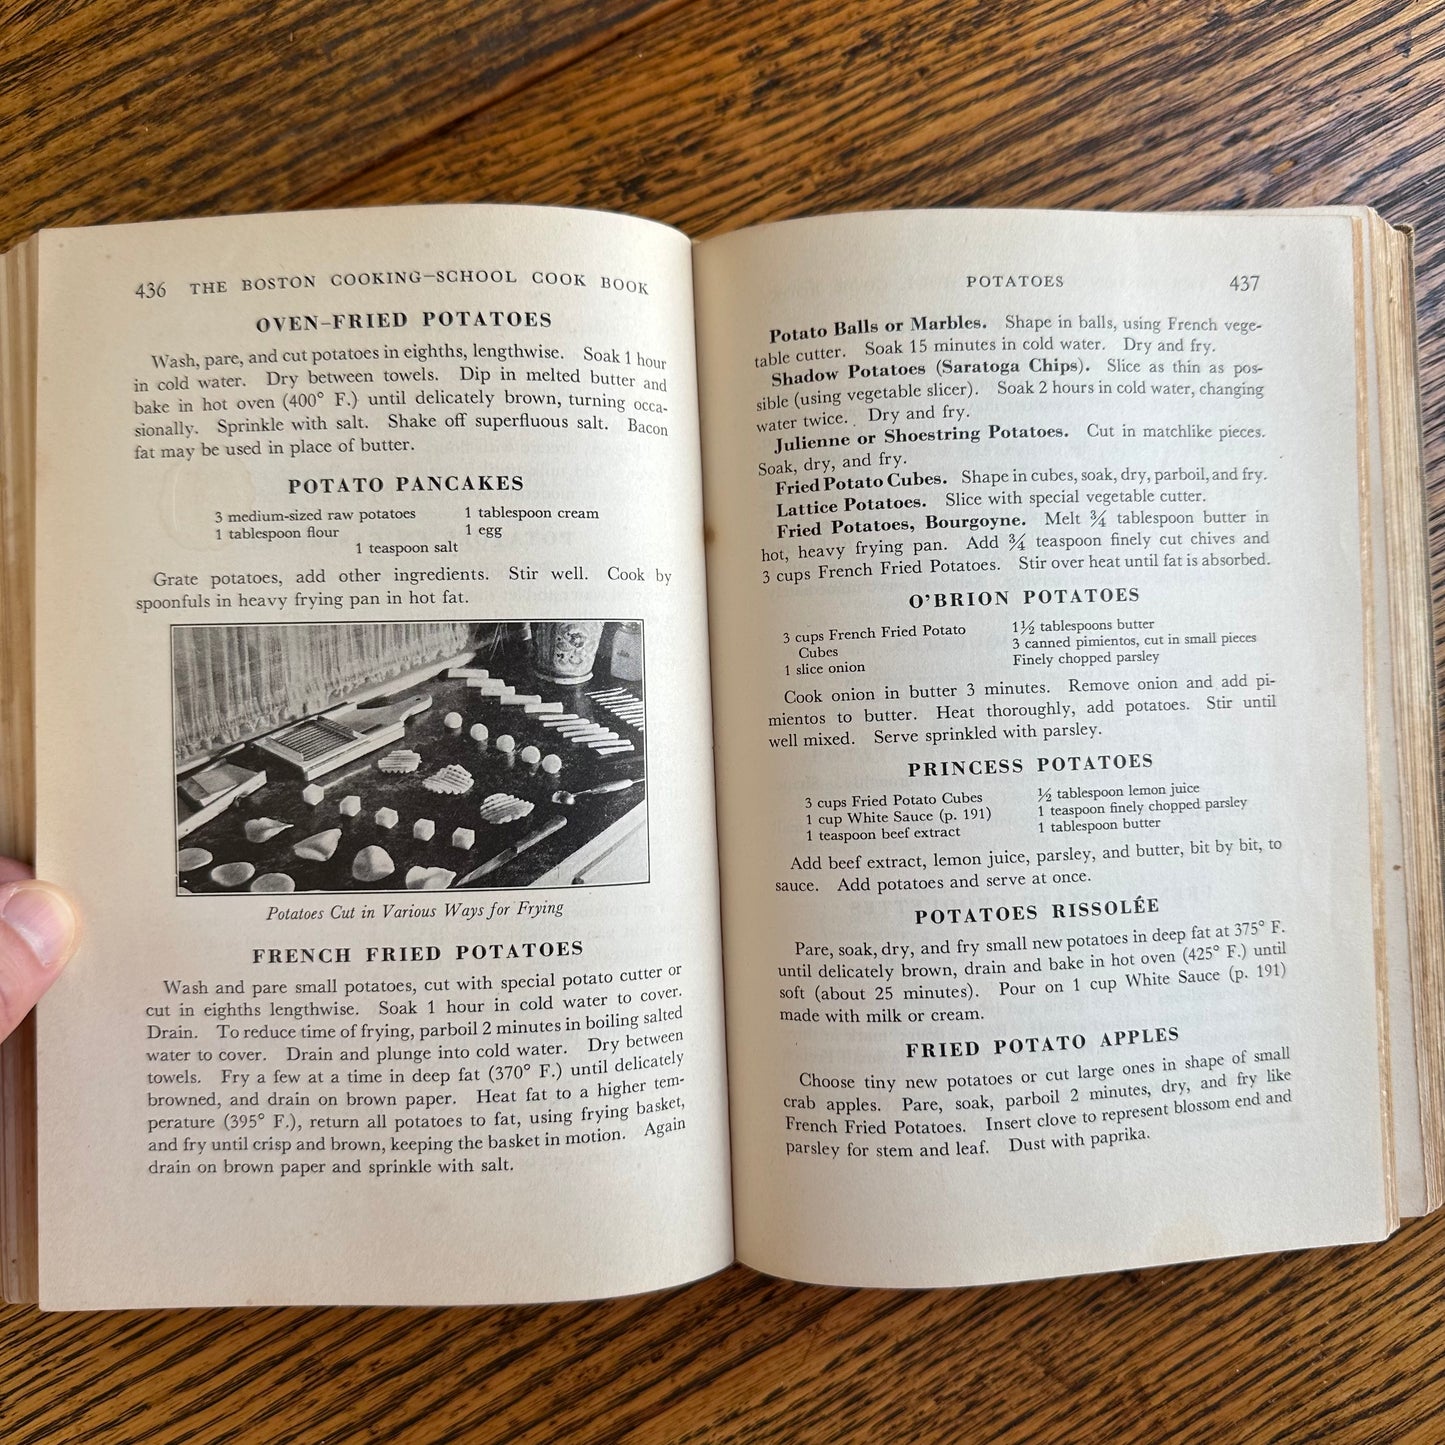 436 THE BOSTON COOKING–SCHOOL COOK BOOK
OVEN–FRIED POTATOES
Wash, pare, and cut potatoes in eighths, lengthwise. Soak 1 hour
in cold water. Dry between towels. Dip in melted butter and
bake in hot oven (400° F.) until delicately brown, turning occa-
sionally. Sprinkle with salt. Shake off superfluous salt. Bacon
fat may be used in place of butter.
POTATO PANCAKES
3 medium-sized raw potatoes 1 tablespoon cream
1 tablespoon flour 1 egg
1 teaspoon salt
Grate potatoes, add other ingredients. Stir well. Cook by
spoonfuls in heavy frying pan in hot fat.
Potatoes Cut in Various Ways for Frying
FRENCH FRIED POTATOES
Wash and pare small potatoes, cut with special potato cutter or
cut in eighths lengthwise. Soak 1 hour in cold water to cover.
Drain. To reduce time of frying, parboil 2 minutes in boiling salted
water to cover. Drain and plunge into cold water. Dry between
towels. Fry a few at a time in deep fat (370° F.) until delicately
browned, and drain on brown paper. Heat fat to a higher tem-
perature (395° F.), return all potatoes to fat, using frying basket,
and fry until crisp and brown, keeping the basket in motion. Again
drain on brown paper and sprinkle with salt.
POTATOES 437
Potato Balls or Marbles. Shape in balls, using French vege-
table cutter. Soak 15 minutes in cold water. Dry and fry.
Shadow Potatoes (Saratoga Chips). Slice as thin as pos-
sible (using vegetable slicer). Soak 2 hours in cold water, changing
water twice. Dry and fry.
Julienne or Shoestring Potatoes. Cut in matchlike pieces.
Soak, dry, and fry.
Fried Potato Cubes. Shape in cubes, soak, dry, parboil, and fry.
Lattice Potatoes. Slice with special vegetable cutter.
Fried Potatoes, Bourgoyne. Melt ¾ tablespoon butter in
hot, heavy frying pan. Add ¾ teaspoon finely cut chives and
3 cups French Fried Potatoes. Stir over heat until fat is absorbed.
O'BRION POTATOES
3 cups French Fried Potato 1½ tablespoons butter
Cubes 3 canned pimientos, cut in small pieces
1 slice onion Finely chopped parsley
Cook onion in butter 3 minutes. Remove onion and add pi-
mientos to butter. Heat thoroughly, add potatoes. Stir until
well mixed. Serve sprinkled with parsley.
PRINCESS POTATOES
3 cups Fried Potato Cubes ½ tablespoon lemon juice
1 cup White Sauce (p. 191) 1 teaspoon finely chopped parsley
1 teaspoon beef extract 1 tablespoon butter
Add beef extract, lemon juice, parsley, and butter, bit by bit, to
sauce. Add potatoes and serve at once.
POTATOES RISSOLÉE
Pare, soak, dry, and fry small new potatoes in deep fat at 375° F.
until delicately brown, drain and bake in hot oven (425° F.) until
soft (about 25 minutes). Pour on 1 cup White Sauce (p. 191)
made with milk or cream.
FRIED POTATO APPLES
Choose tiny new potatoes or cut large ones in shape of small
crab apples. Pare, soak, parboil 2 minutes, dry, and fry like
French Fried Potatoes. Insert clove to represent blossom end and
parsley for stem and leaf. Dust with paprika.